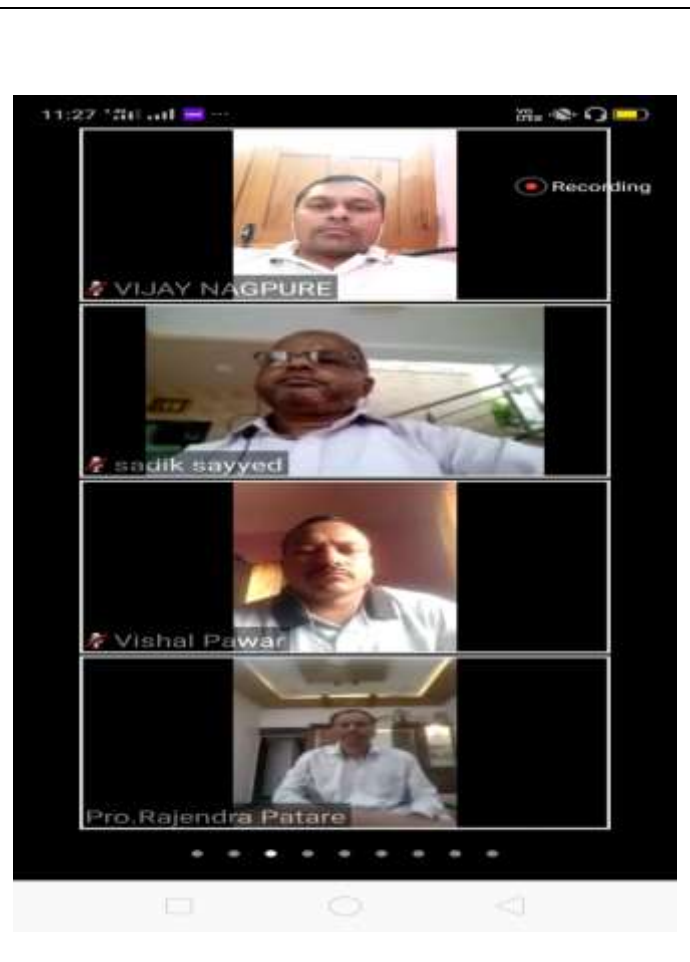 11:27
Recording
VIJAY NAGPURE
sadik sayyed
Vishal Pawar
Pro.Rajendra Patare